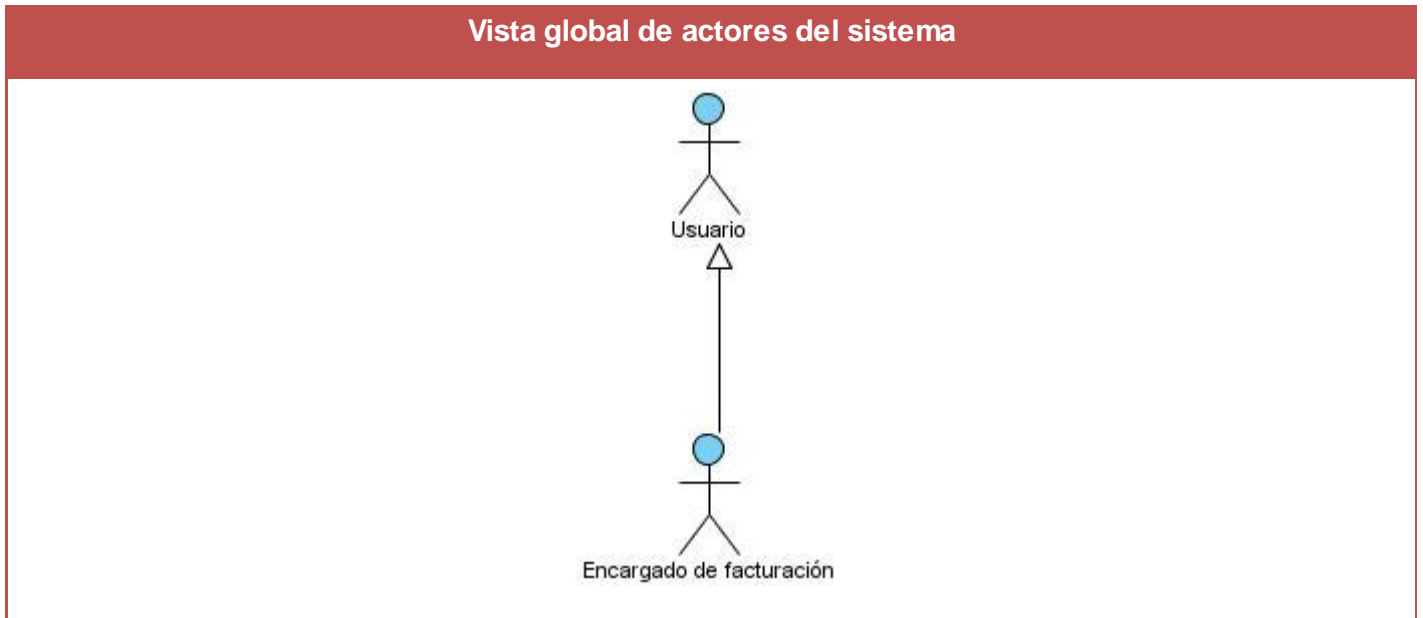 Vista global de actores del sistema
Usuario
Encargado de facturación